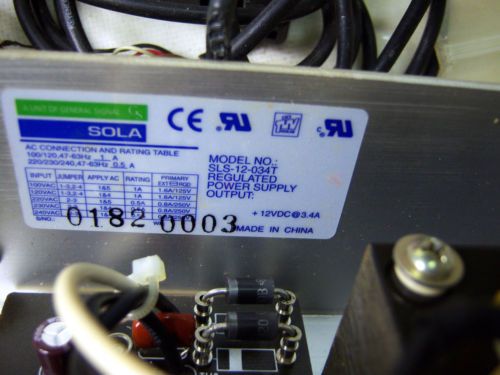 A UNIT OF GENERAL SIGNAL
SOLA
CE
AC CONNECTION AND RATING TABLE
100/120,47-63Hz 1 A
220/230/240,47-63Hz 0.5 A
INPUT JUMPER APPLY AC RATING PRIMARY
100VAC 1-3,2-4 1&5 1A 1.6A/125V
120VAC 1-3,2-4 1&4 1A 1.6A/125V
220VAC 2-3 1&5 0.5A 0.8A/250V
230VAC
240VAC
S/NO.:
0182-0003
MODEL NO.:
SLS-12-034T
REGULATED
POWER SUPPLY
OUTPUT:
+12VDC@3.4A
MADE IN CHINA